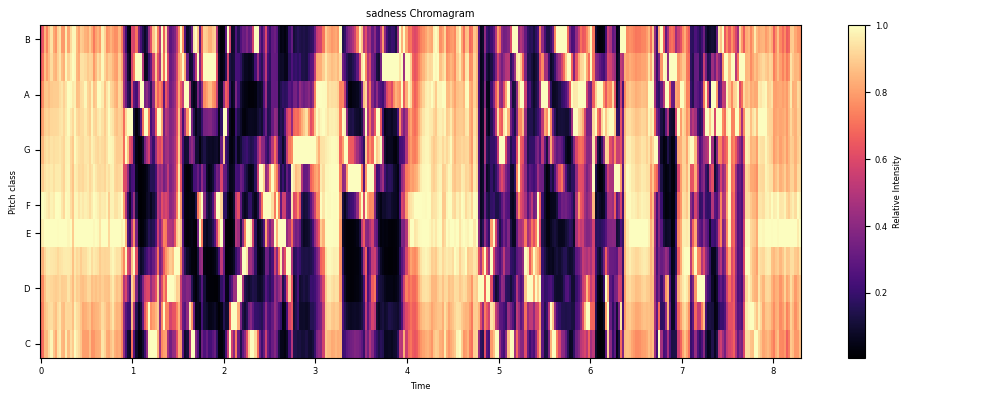 sadness Chromagram
B
A
G
F
E
D
C
Pitch class
0 1 2 3 4 5 6 7 8
Time
1.0
0.8
0.6
0.4
0.2
Relative Intensity